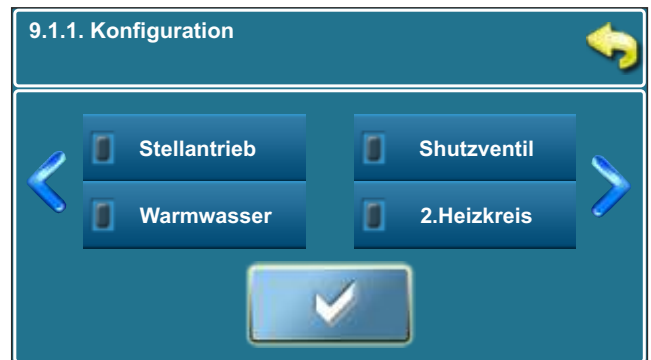 9.1.1. Konfiguration
Stellantrieb
Shutzventil
Warmwasser
2.Heizkreis